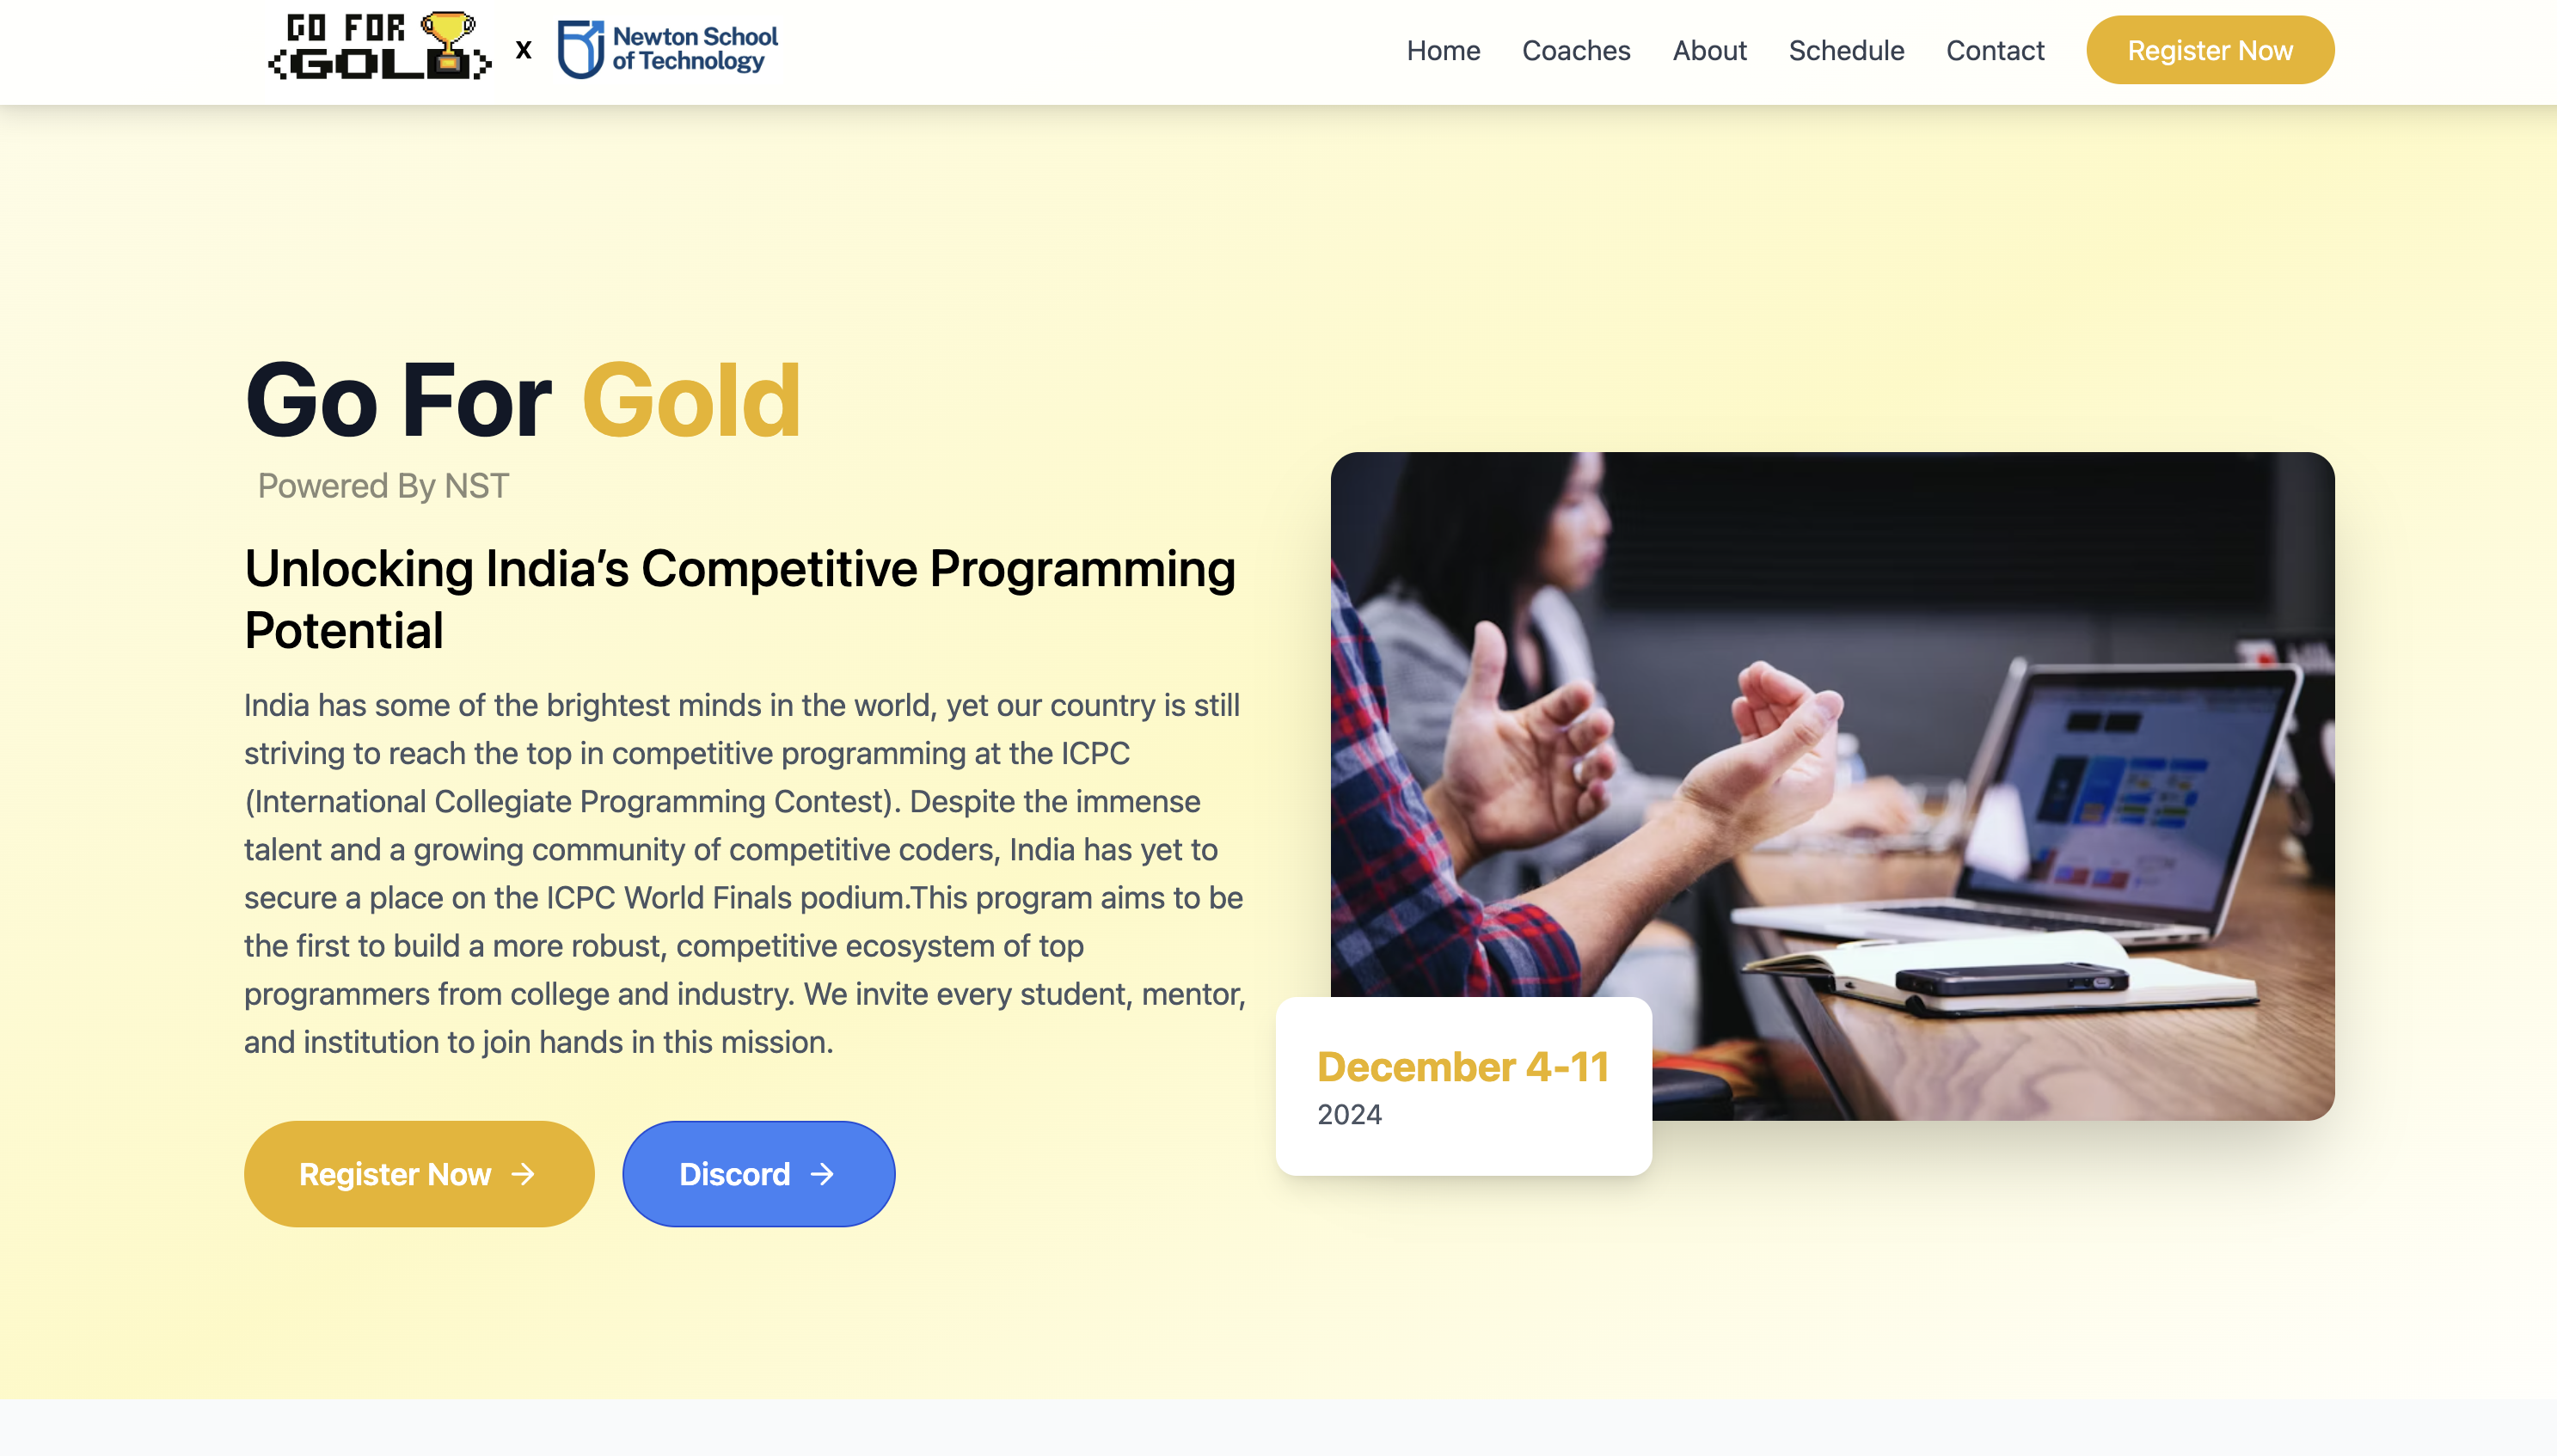 GO FOR
<GOLD>
x
Newton School
of Technology
Home
Coaches
About
Schedule
Contact
Register Now
Go For Gold
Powered By NST
Unlocking India’s Competitive Programming
Potential
India has some of the brightest minds in the world, yet our country is still
striving to reach the top in competitive programming at the ICPC
(International Collegiate Programming Contest). Despite the immense
talent and a growing community of competitive coders, India has yet to
secure a place on the ICPC World Finals podium.This program aims to be
the first to build a more robust, competitive ecosystem of top
programmers from college and industry. We invite every student, mentor,
and institution to join hands in this mission.
Register Now →
Discord →
December 4-11
2024